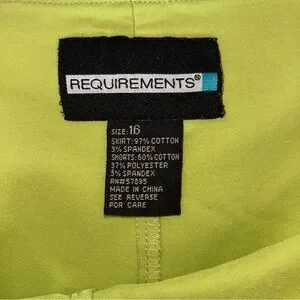 REQUIREMENTS®
SIZE: 16
SKIRT: 97% COTTON
3% SPANDEX
SHORTS: 60% COTTON
37% POLYESTER
3% SPANDEX
RN#57895
MADE IN CHINA
SEE REVERSE
FOR CARE